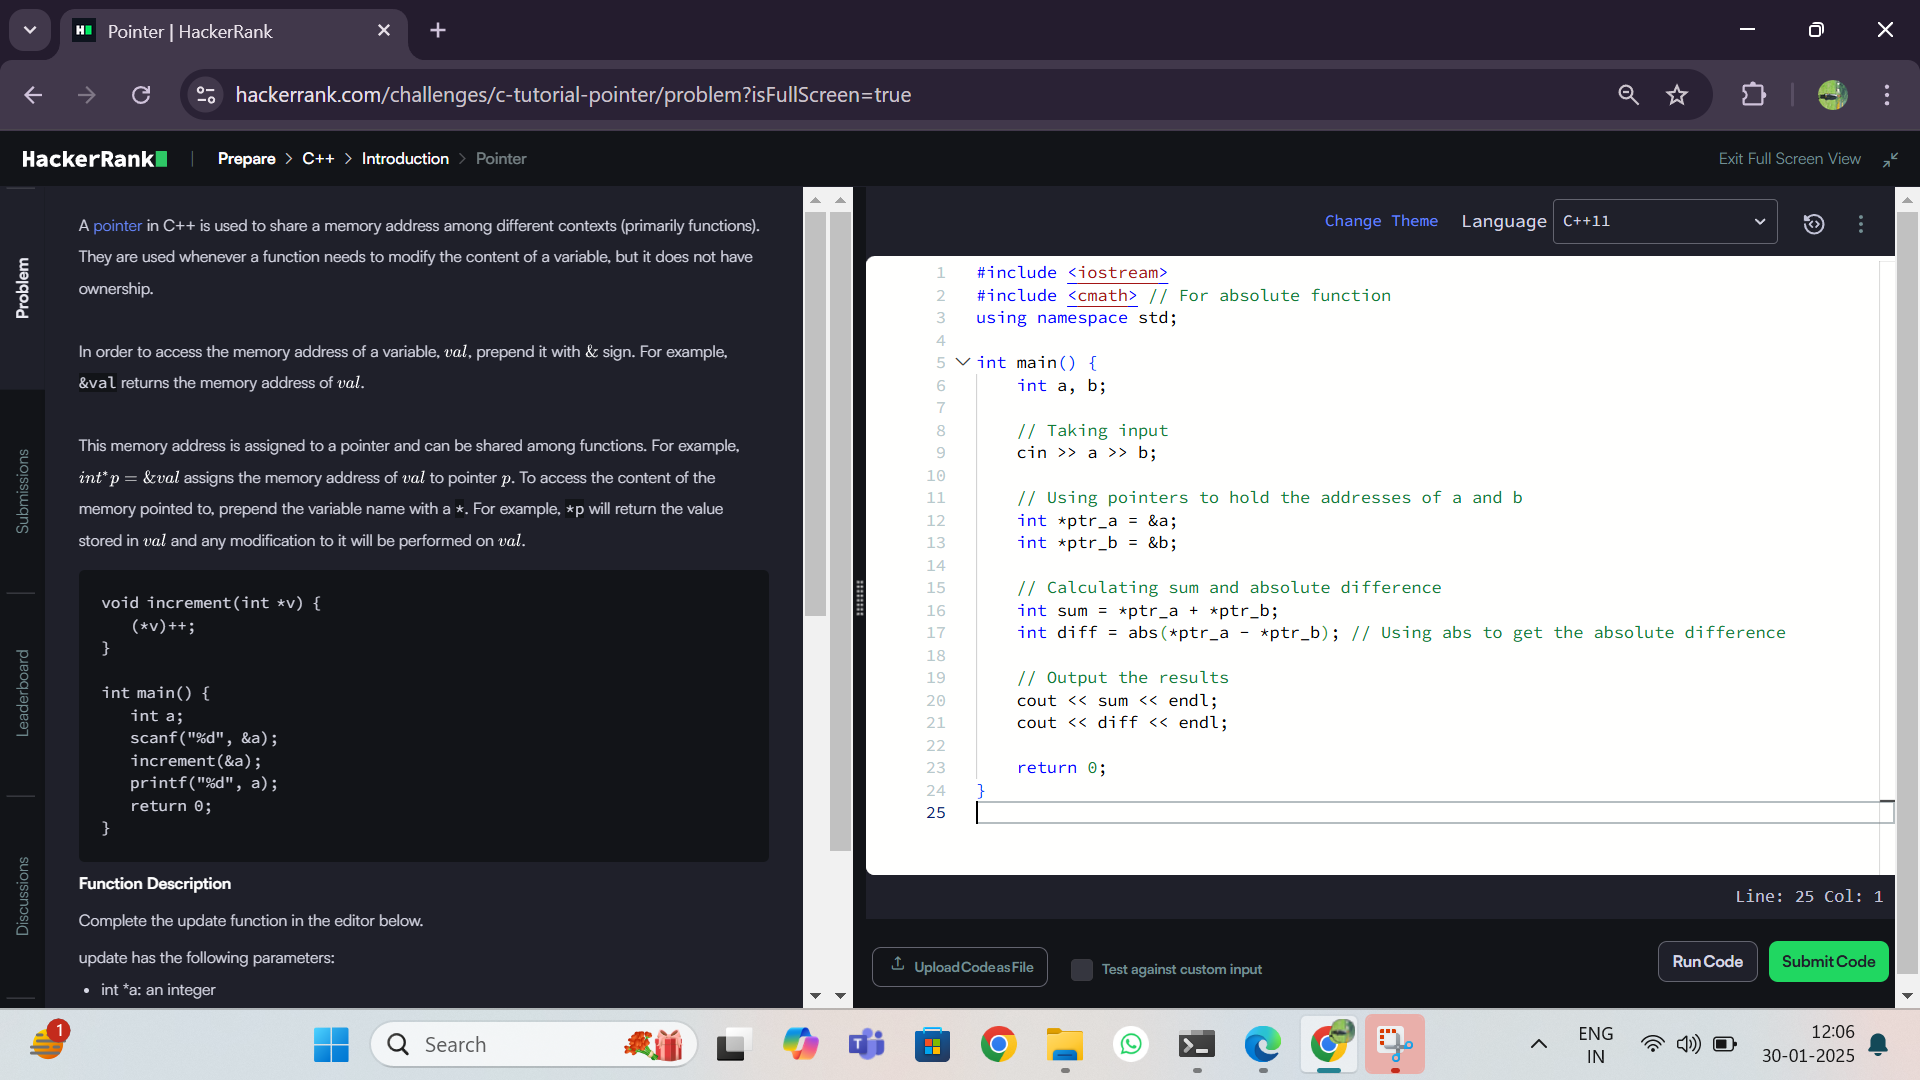 Pointer | HackerRank
hackerrank.com/challenges/c-tutorial-pointer/problem?isFullScreen=true
HackerRank
Prepare > C++ > Introduction > Pointer
Exit Full Screen View
Problem
Submissions
Leaderboard
Discussions
A pointer in C++ is used to share a memory address among different contexts (primarily functions).
They are used whenever a function needs to modify the content of a variable, but it does not have
ownership.
In order to access the memory address of a variable, val, prepend it with & sign. For example,
&val returns the memory address of val.
This memory address is assigned to a pointer and can be shared among functions. For example,
int*p = &val assigns the memory address of val to pointer p. To access the content of the
memory pointed to, prepend the variable name with a *. For example, *p will return the value
stored in val and any modification to it will be performed on val.
void increment(int *v) {
(*v)++;
}
int main() {
int a;
scanf("%d", &a);
increment(&a);
printf("%d", a);
return 0;
}
Function Description
Complete the update function in the editor below.
update has the following parameters:
• int *a: an integer
Change Theme Language C++11
1 #include <iostream>
2 #include <cmath> // For absolute function
3 using namespace std;
4
5 int main() {
6 int a, b;
7
8 // Taking input
9 cin >> a >> b;
10
11 // Using pointers to hold the addresses of a and b
12 int *ptr_a = &a;
13 int *ptr_b = &b;
14
15 // Calculating sum and absolute difference
16 int sum = *ptr_a + *ptr_b;
17 int diff = abs(*ptr_a - *ptr_b); // Using abs to get the absolute difference
18
19 // Output the results
20 cout << sum << endl;
21 cout << diff << endl;
22
23 return 0;
24 }
25
Line: 25 Col: 1
Upload Code as File
Test against custom input
Run Code
Submit Code
1
Search
ENG
IN
12:06
30-01-2025